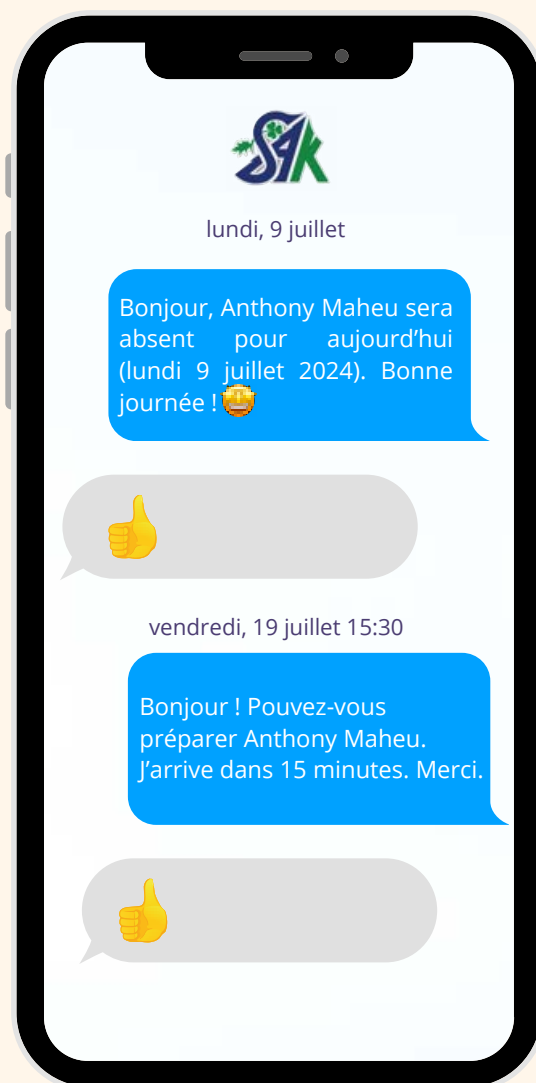 SAK
lundi, 9 juillet
Bonjour, Anthony Maheu sera
absent pour aujourd’hui
(lundi 9 juillet 2024). Bonne
journée !
vendredi, 19 juillet 15:30
Bonjour ! Pouvez-vous
préparer Anthony Maheu.
J’arrive dans 15 minutes. Merci.